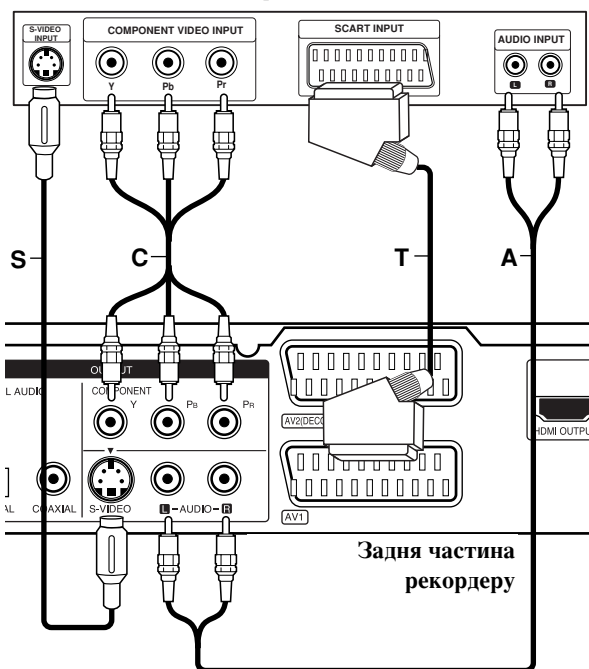 S-VIDEO
INPUT
COMPONENT VIDEO INPUT
Y
Pb
Pr
SCART INPUT
AUDIO INPUT
L
R
S
C
T
A
L AUDIO
COMPONENT
Y
PB
PR
AV2(DECO
HDMI OUTPU
AL
COAXIAL
S-VIDEO
L -AUDIO- R
AV1
Задня частина
рекордеру